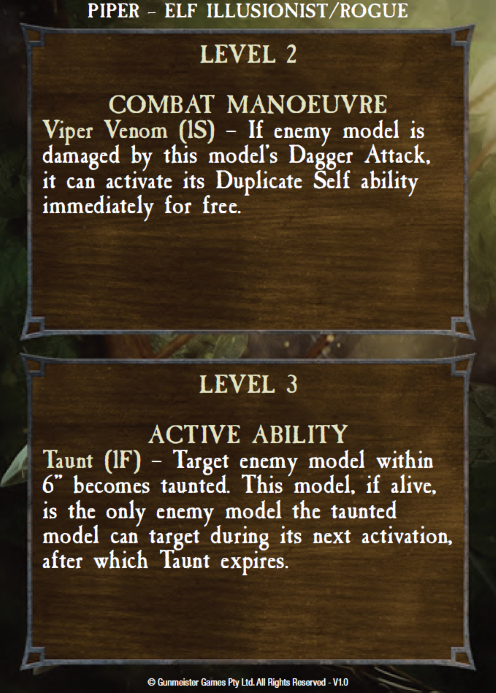 PIPER – ELF ILLUSIONIST/ROGUE
LEVEL 2
COMBAT MANOEUVRE
Viper Venom (1S) – If enemy model is
damaged by this model's Dagger Attack,
it can activate its Duplicate Self ability
immediately for free.
LEVEL 3
ACTIVE ABILITY
Taunt (1F) – Target enemy model within
6" becomes taunted. This model, if alive,
is the only enemy model the taunted
model can target during its next activation,
after which Taunt expires.
© Gunmeister Games Pty Ltd. All Rights Reserved - V1.0